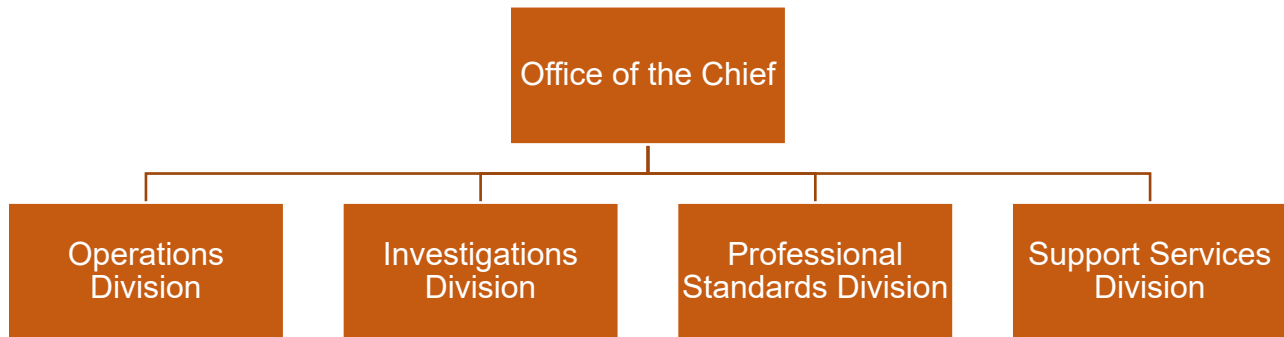 Office of the Chief
Operations
Division
Investigations
Division
Professional
Standards Division
Support Services
Division